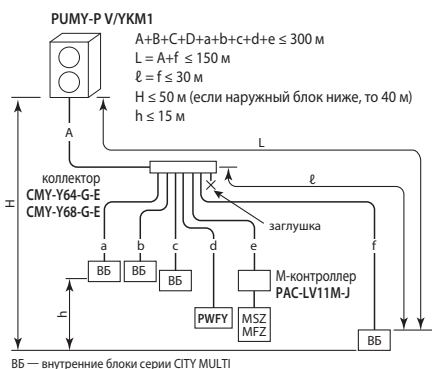 PUMY-P V/YKM1
A+B+C+D+a+b+c+d+e ≤ 300 м
L = A+f ≤ 150 м
ℓ = f ≤ 30 м
H ≤ 50 м (если наружный блок ниже, то 40 м)
h ≤ 15 м
A
L
H
коллектор
CMY-Y64-G-E
CMY-Y68-G-E
ℓ
заглушка
a
b
c
d
e
f
ВБ
ВБ
ВБ
М-контроллер
PAC-LV11M-J
h
PWFY
MSZ
MFZ
ВБ
ВБ — внутренние блоки серии CITY MULTI